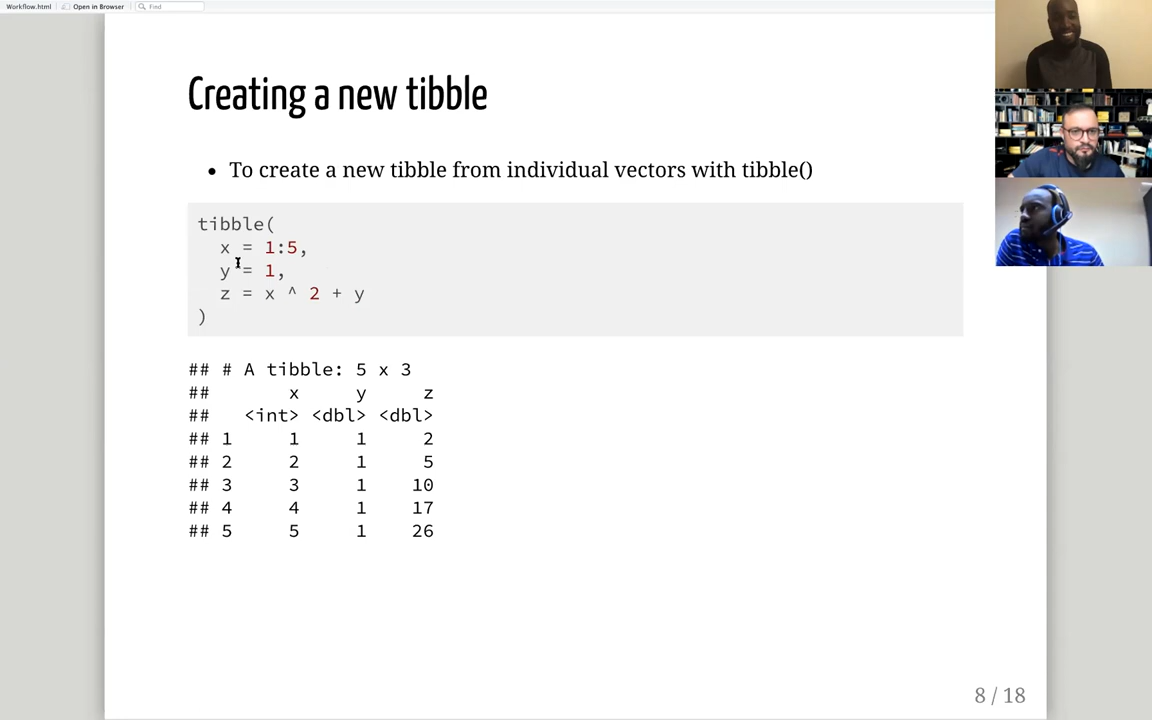 Workflow.html Open in Browser Find
Creating a new tibble
• To create a new tibble from individual vectors with tibble()
tibble(
  x = 1:5,
  y = 1,
  z = x ^ 2 + y
)
## # A tibble: 5 x 3
##       x     y     z
##   <int> <dbl> <dbl>
## 1     1     1     2
## 2     2     1     5
## 3     3     1    10
## 4     4     1    17
## 5     5     1    26
8 / 18